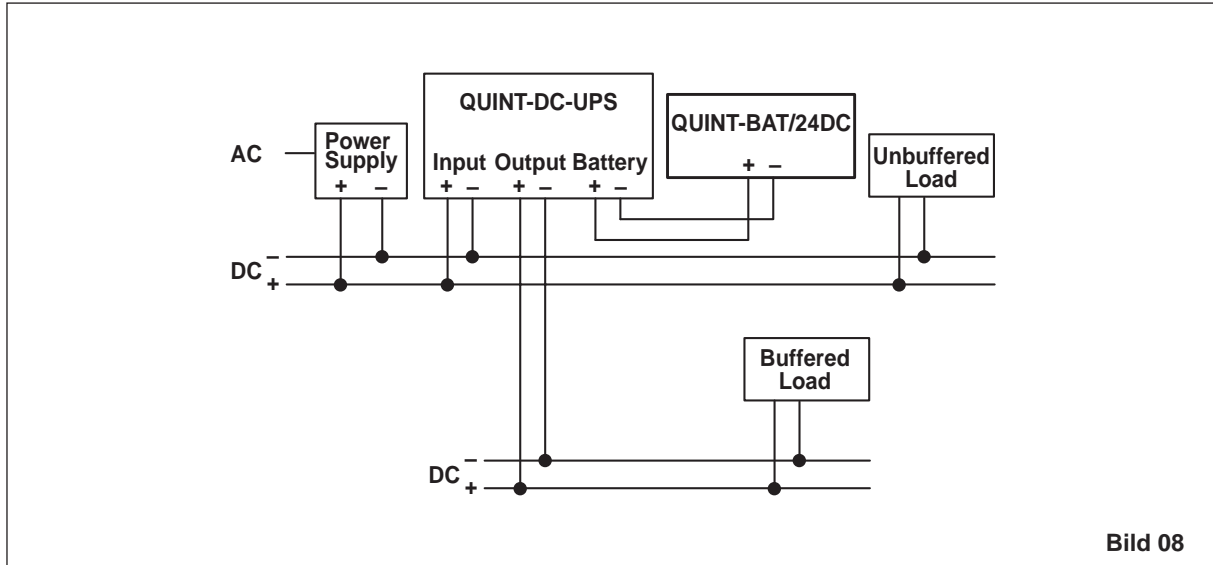 QUINT-DC-UPS
QUINT-BAT/24DC
AC
Power
Supply
Input Output Battery
Unbuffered
Load
+ –
+ – + – + –
+ –
–
DC
+
Buffered
Load
–
DC
+
Bild 08